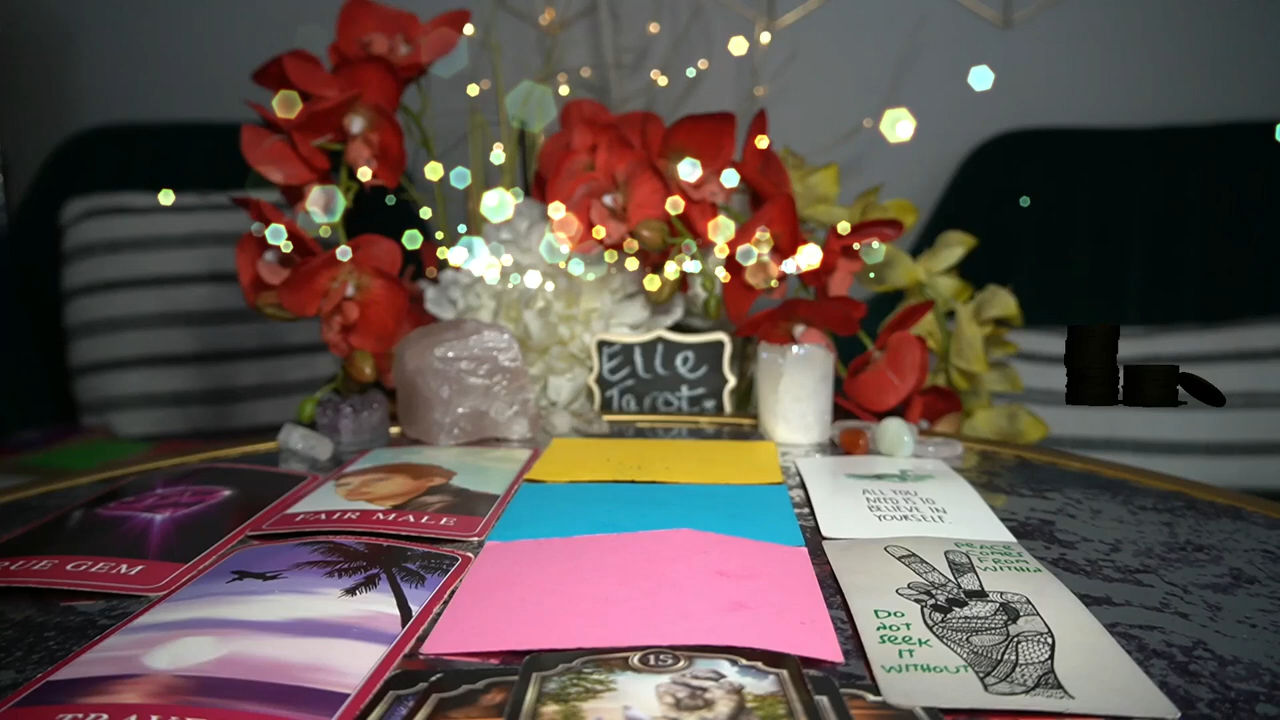 Elle
Tarot
RUE GEM
FAIR MALE
ALL YOU
NEED IS TO
BELIEVE IN
YOURSELF.
PEACE
COMES
FROM
WITHIN
DO
NOT
SEEK
IT
WITHOUT
15